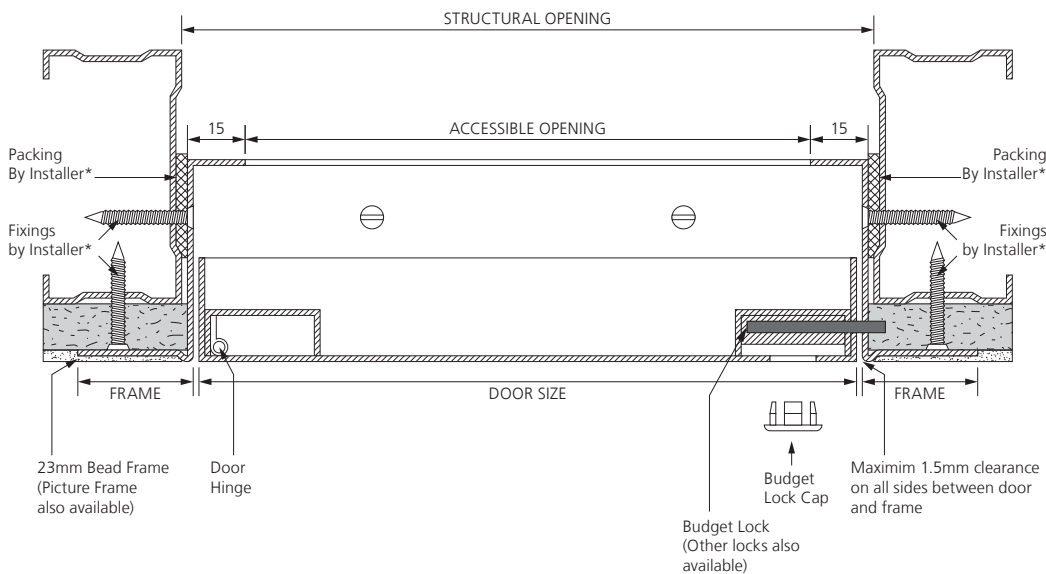 STRUCTURAL OPENING
15
ACCESSIBLE OPENING
15
Packing
By Installer*
Packing
By Installer*
Fixings
by Installer*
Fixings
by Installer*
FRAME
DOOR SIZE
FRAME
23mm Bead Frame
(Picture Frame
also available)
Door
Hinge
Budget
Lock Cap
Maximim 1.5mm clearance
on all sides between door
and frame
Budget Lock
(Other locks also
available)